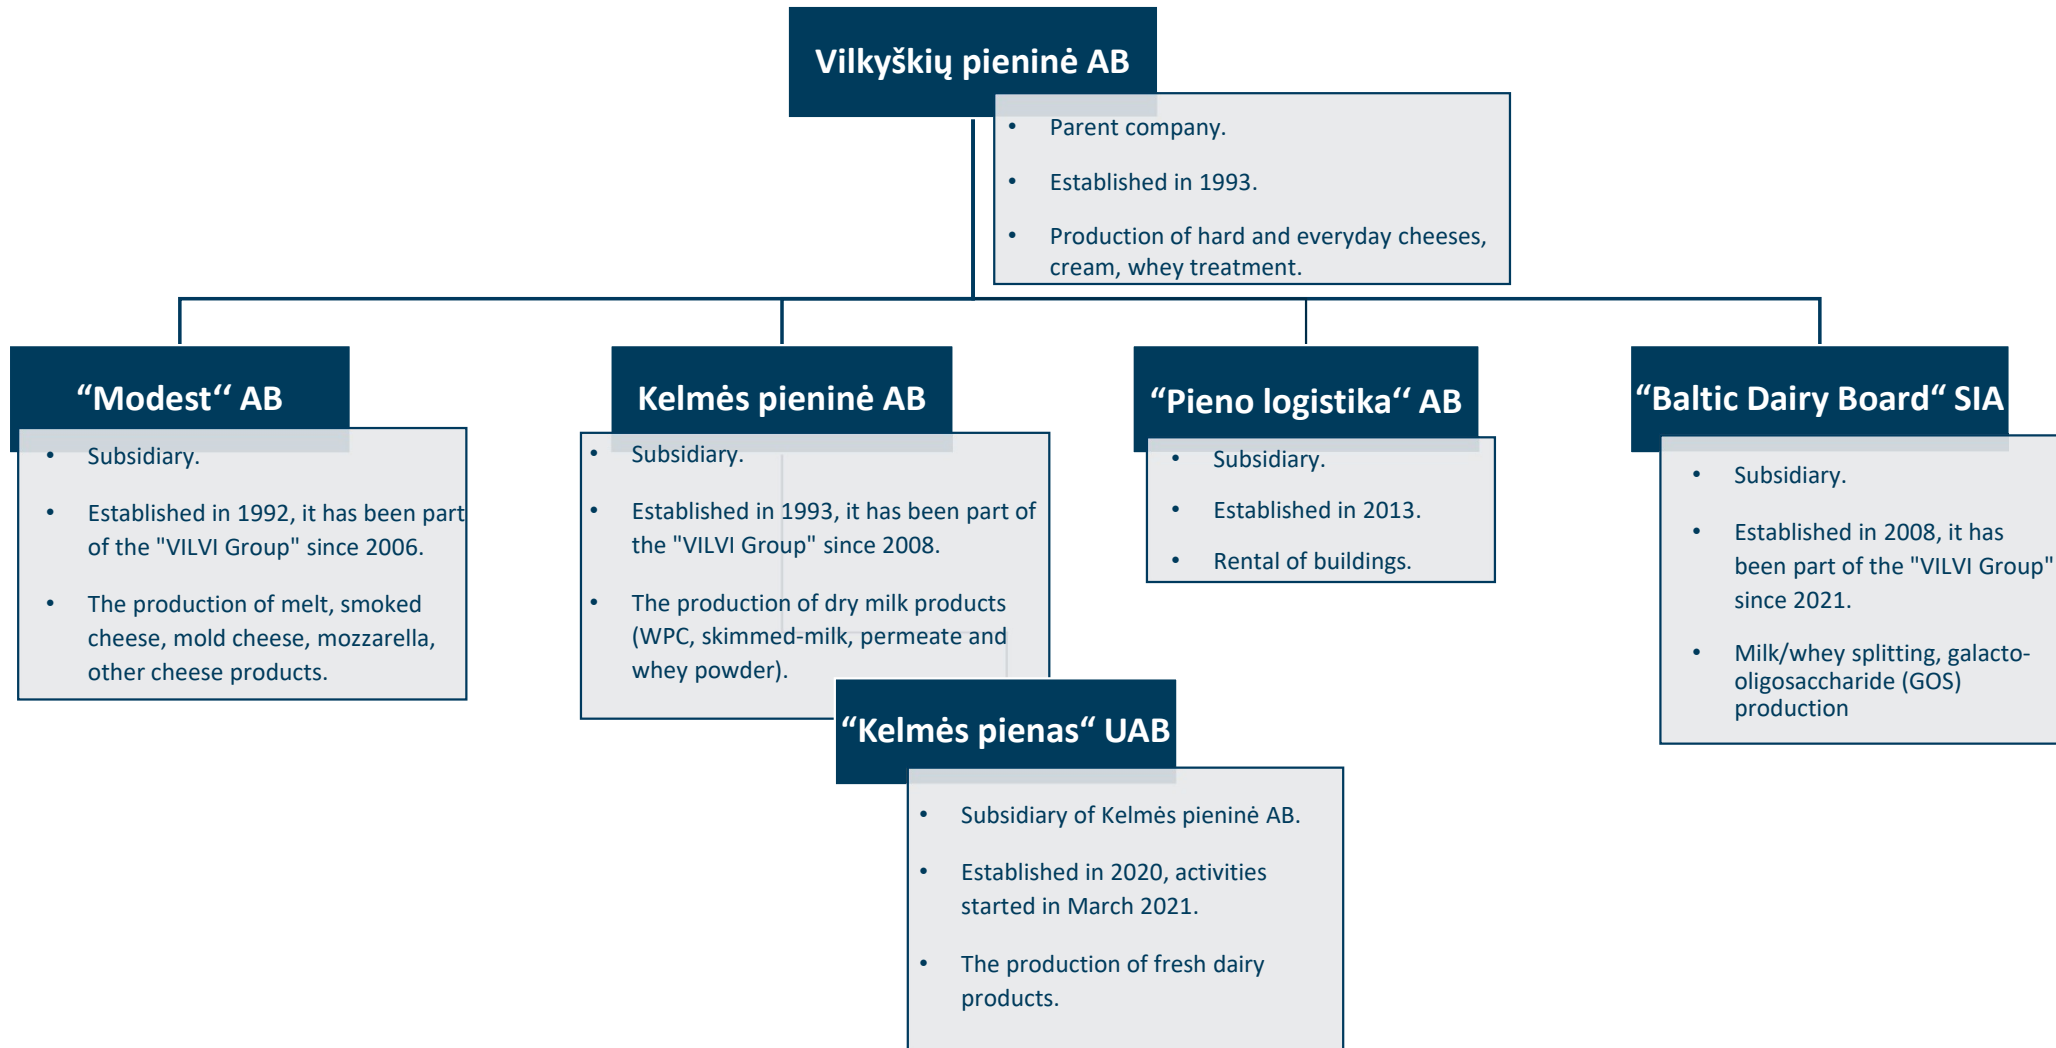 Vilkyškių pieninė AB
• Parent company.
• Established in 1993.
• Production of hard and everyday cheeses,
cream, whey treatment.
“Modest‘‘ AB
• Subsidiary.
• Established in 1992, it has been part
of the "VILVI Group" since 2006.
• The production of melt, smoked
cheese, mold cheese, mozzarella,
other cheese products.
Kelmės pieninė AB
• Subsidiary.
• Established in 1993, it has been part of
the "VILVI Group" since 2008.
• The production of dry milk products
(WPC, skimmed-milk, permeate and
whey powder).
“Kelmės pienas“ UAB
• Subsidiary of Kelmės pieninė AB.
• Established in 2020, activities
started in March 2021.
• The production of fresh dairy
products.
“Pieno logistika‘‘ AB
• Subsidiary.
• Established in 2013.
• Rental of buildings.
“Baltic Dairy Board“ SIA
• Subsidiary.
• Established in 2008, it has
been part of the "VILVI Group"
since 2021.
• Milk/whey splitting, galacto-
oligosaccharide (GOS)
production